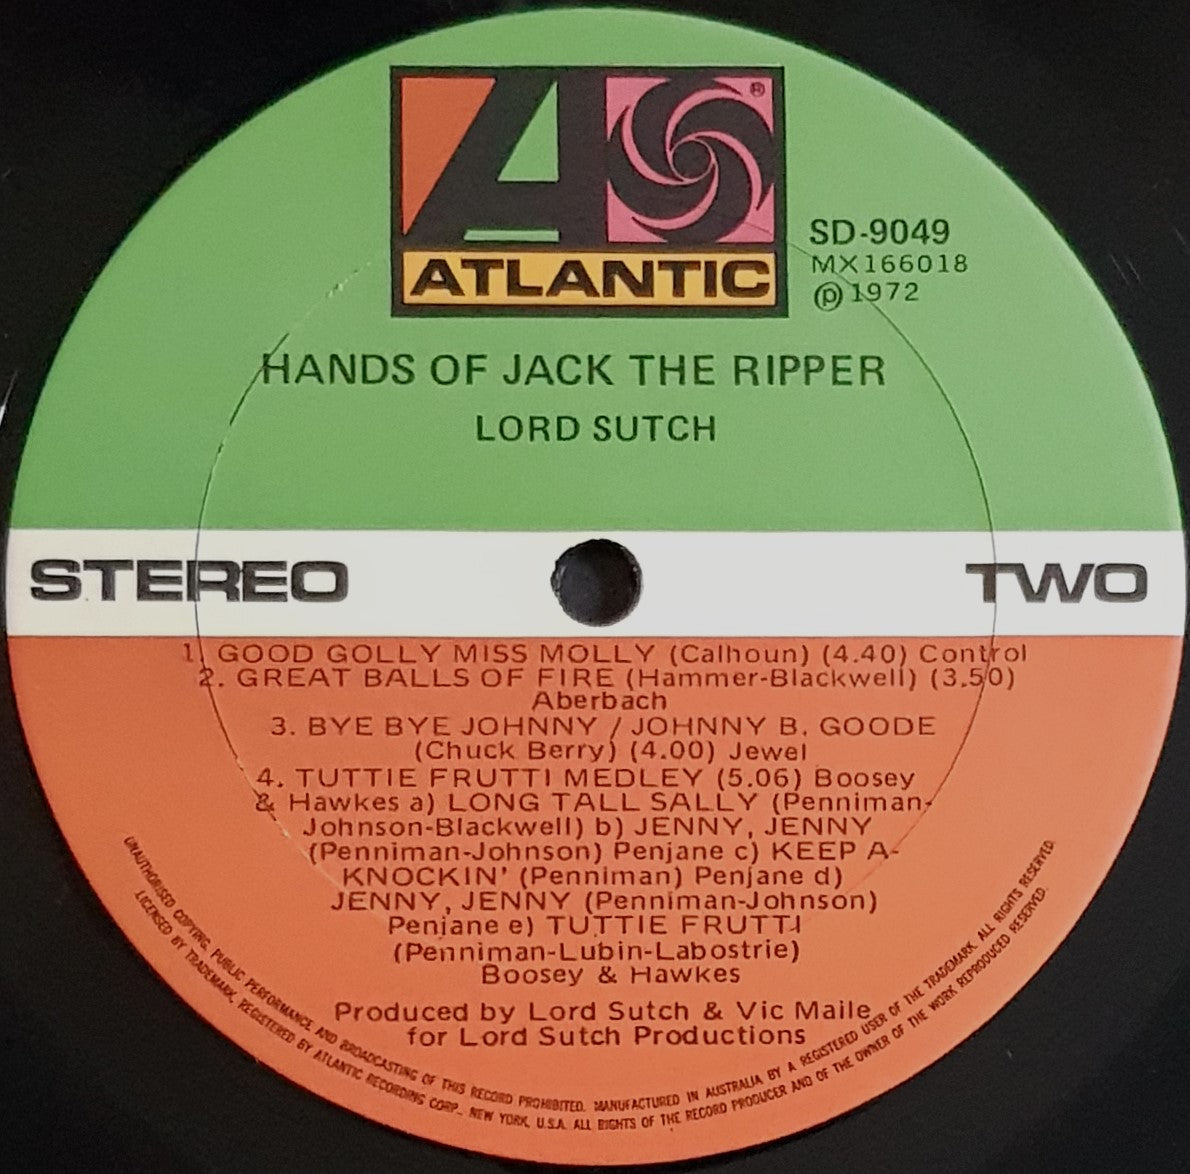 ®
ATLANTIC
SD-9049
MX166018
℗1972
HANDS OF JACK THE RIPPER
LORD SUTCH
STEREO
TWO
1. GOOD GOLLY MISS MOLLY (Calhoun) (4.40) Control
2. GREAT BALLS OF FIRE (Hammer-Blackwell) (3.50)
Aberbach
3. BYE BYE JOHNNY / JOHNNY B. GOODE
(Chuck Berry) (4.00) Jewel
4. TUTTIE FRUTTI MEDLEY (5.06) Boosey
& Hawkes a) LONG TALL SALLY (Penniman-
Johnson-Blackwell) b) JENNY, JENNY
(Penniman-Johnson) Penjane c) KEEP A-
KNOCKIN' (Penniman) Penjane d)
JENNY, JENNY (Penniman-Johnson)
Penjane e) TUTTIE FRUTTI
(Penniman-Lubin-Labostrie)
Boosey & Hawkes
Produced by Lord Sutch & Vic Maile
for Lord Sutch Productions
UNAUTHORISED COPYING, PUBLIC PERFORMANCE AND BROADCASTING OF THIS RECORD PROHIBITED. MANUFACTURED IN AUSTRALIA BY A REGISTERED USER OF THE TRADEMARK. ALL RIGHTS RESERVED.
LICENSED BY TRADEMARK, REGISTERED BY ATLANTIC RECORDING CORP., NEW YORK, U.S.A. ALL RIGHTS OF THE RECORD PRODUCER AND OF THE OWNER OF THE WORK REPRODUCED RESERVED.